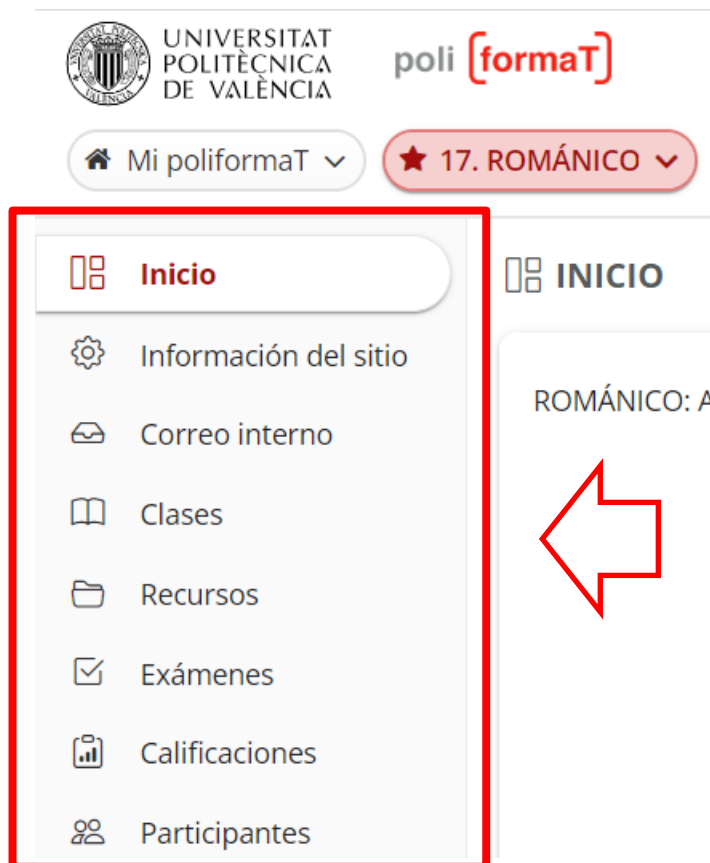 UNIVERSITAT
POLITÈCNICA
DE VALÈNCIA
poli [formaT]
Mi poliformaT
17. ROMÁNICO
Inicio
Información del sitio
Correo interno
Clases
Recursos
Exámenes
Calificaciones
Participantes
INICIO
ROMÁNICO: A